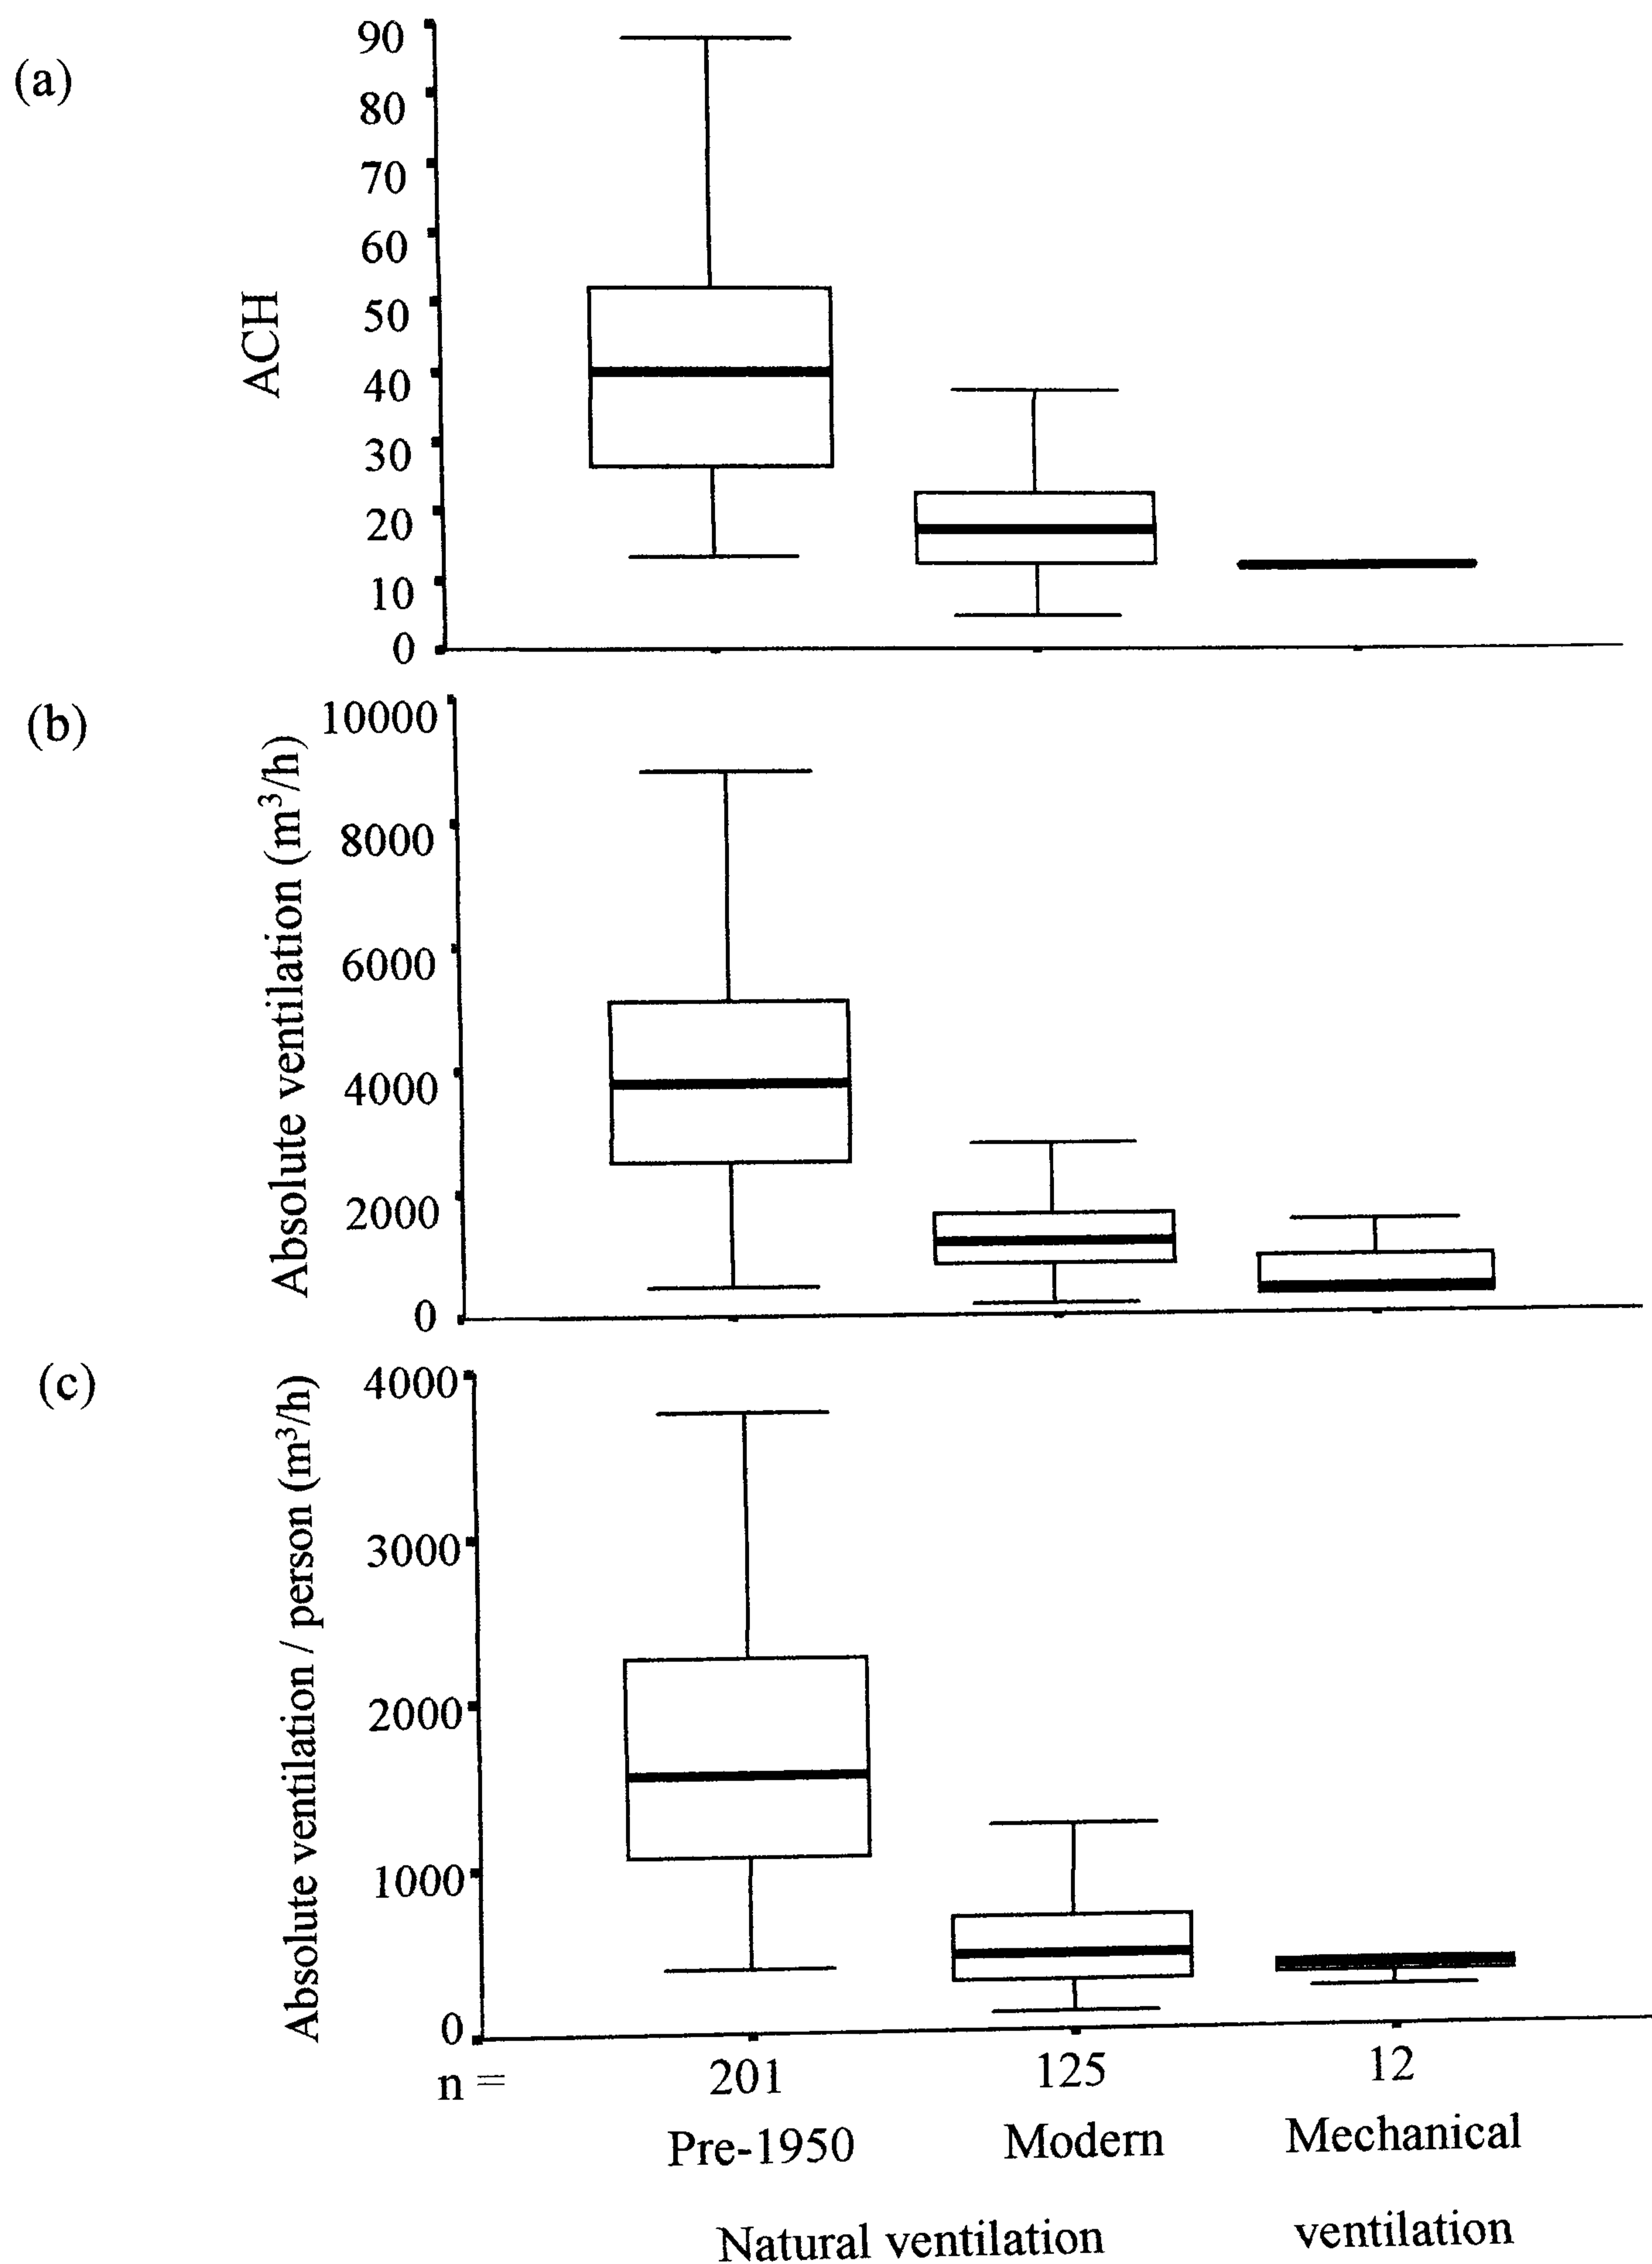 (a)
ACH
90
80
70
60
50
40
30
20
10
0
(b)
Absolute ventilation (m³/h)
10000
8000
6000
4000
2000
0
(c)
Absolute ventilation / person (m³/h)
4000
3000
2000
1000
0
n = 201 125 12
Pre-1950 Modern Mechanical
Natural ventilation ventilation